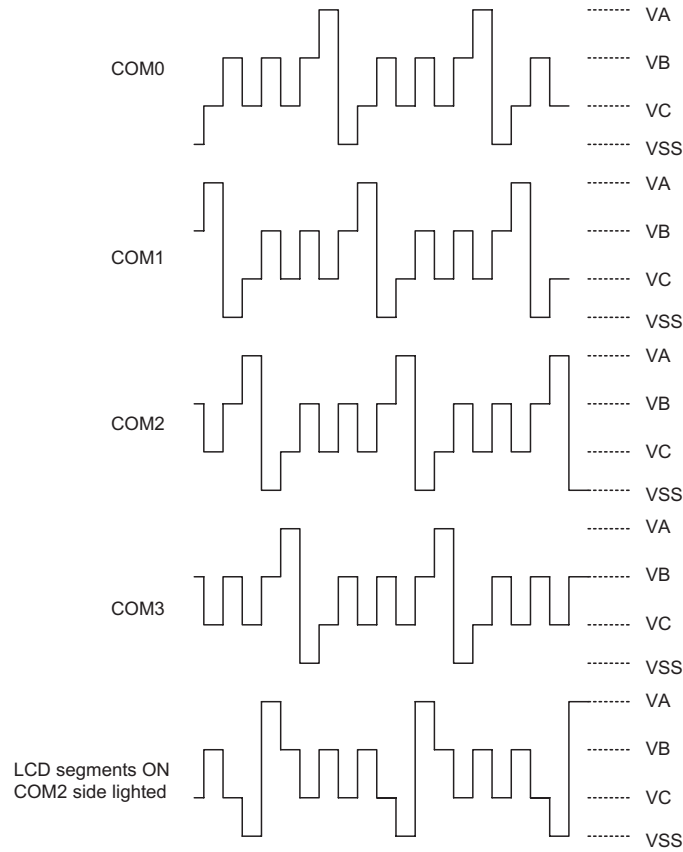 COM0
VA
VB
VC
VSS
COM1
VA
VB
VC
VSS
COM2
VA
VB
VC
VSS
COM3
VA
VB
VC
VSS
LCD segments ON
COM2 side lighted
VA
VB
VC
VSS